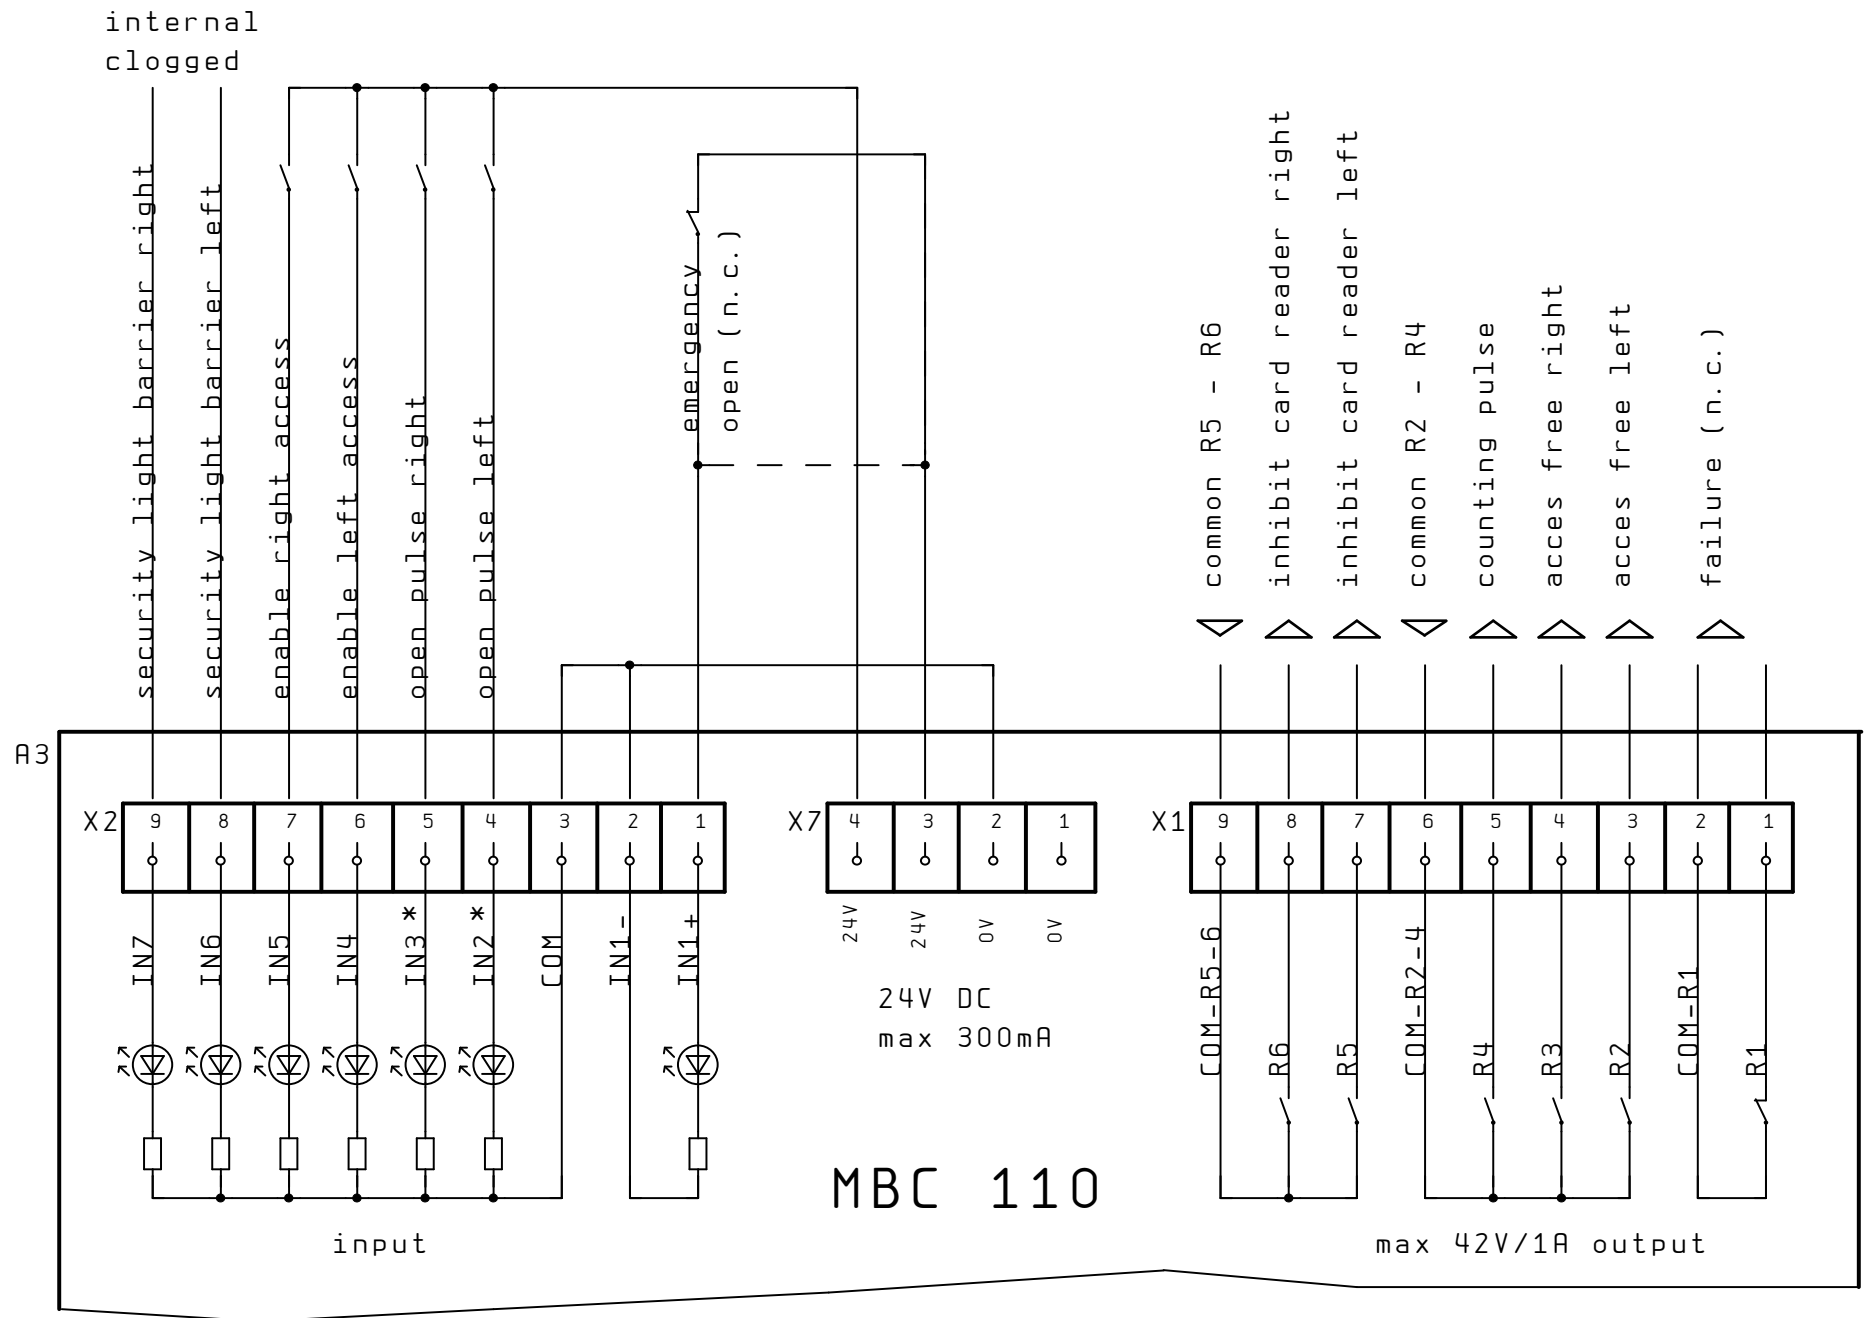 internal
clogged
security light barrier right
security light barrier left
enable right access
enable left access
open pulse right
open pulse left
emergency
open (n.c.)
common R5 - R6
inhibit card reader right
inhibit card reader left
common R2 - R4
counting pulse
acces free right
acces free left
failure (n.c.)
A3
X2 9 8 7 6 5 4 3 2 1
X7 4 3 2 1
X1 9 8 7 6 5 4 3 2 1
IN7
IN6
IN5
IN4
IN3 *
IN2 *
COM
IN1-
IN1+
24V
24V
0V
0V
24V DC
max 300mA
COM-R5-6
R6
R5
COM-R2-4
R4
R3
R2
COM-R1
R1
MBC 110
input
max 42V/1A output